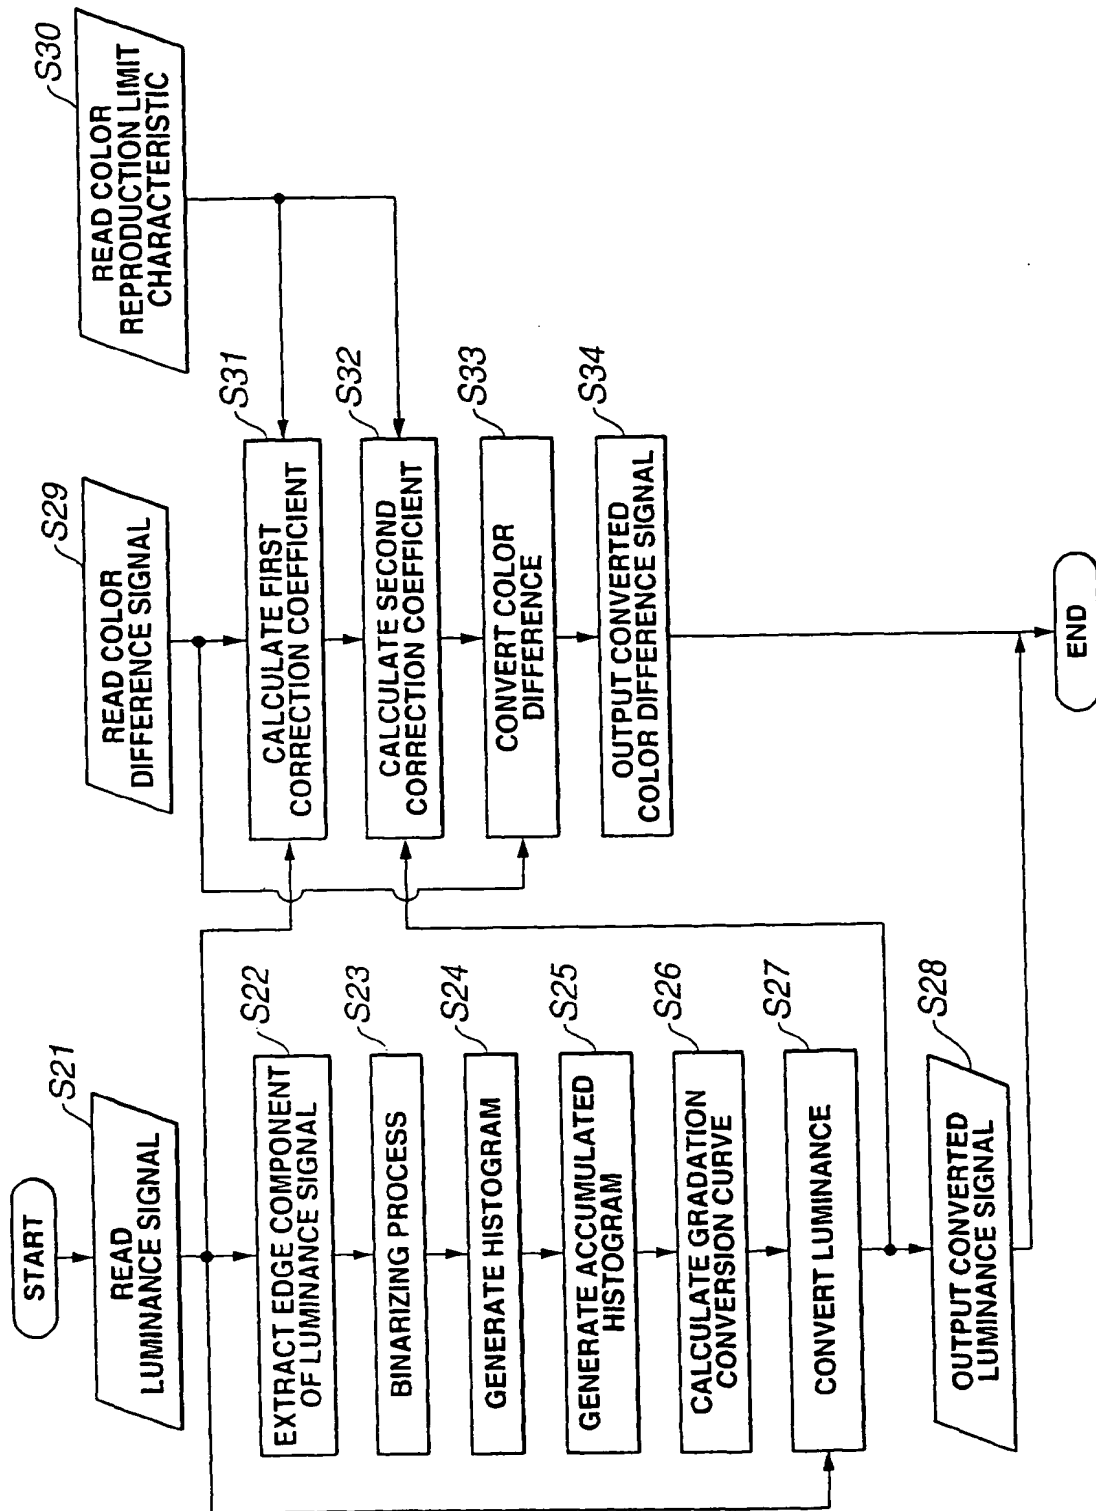 START
S21
READ
LUMINANCE SIGNAL
S22
EXTRACT EDGE COMPONENT
OF LUMINANCE SIGNAL
S23
BINARIZING PROCESS
S24
GENERATE HISTOGRAM
S25
GENERATE ACCUMULATED
HISTOGRAM
S26
CALCULATE GRADATION
CONVERSION CURVE
S27
CONVERT LUMINANCE
S28
OUTPUT CONVERTED
LUMINANCE SIGNAL
S29
READ COLOR
DIFFERENCE SIGNAL
S30
READ COLOR
REPRODUCTION LIMIT
CHARACTERISTIC
S31
CALCULATE FIRST
CORRECTION COEFFICIENT
S32
CALCULATE SECOND
CORRECTION COEFFICIENT
S33
CONVERT COLOR
DIFFERENCE
S34
OUTPUT CONVERTED
COLOR DIFFERENCE SIGNAL
END